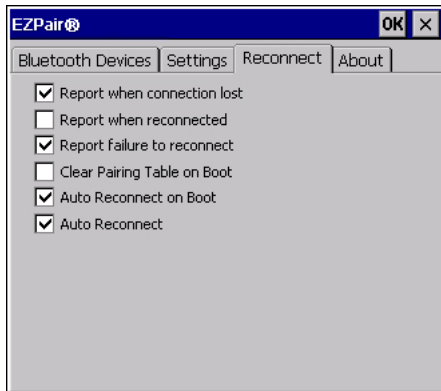 EZPair® OK ×
Bluetooth Devices Settings Reconnect About
Report when connection lost
Report when reconnected
Report failure to reconnect
Clear Pairing Table on Boot
Auto Reconnect on Boot
Auto Reconnect